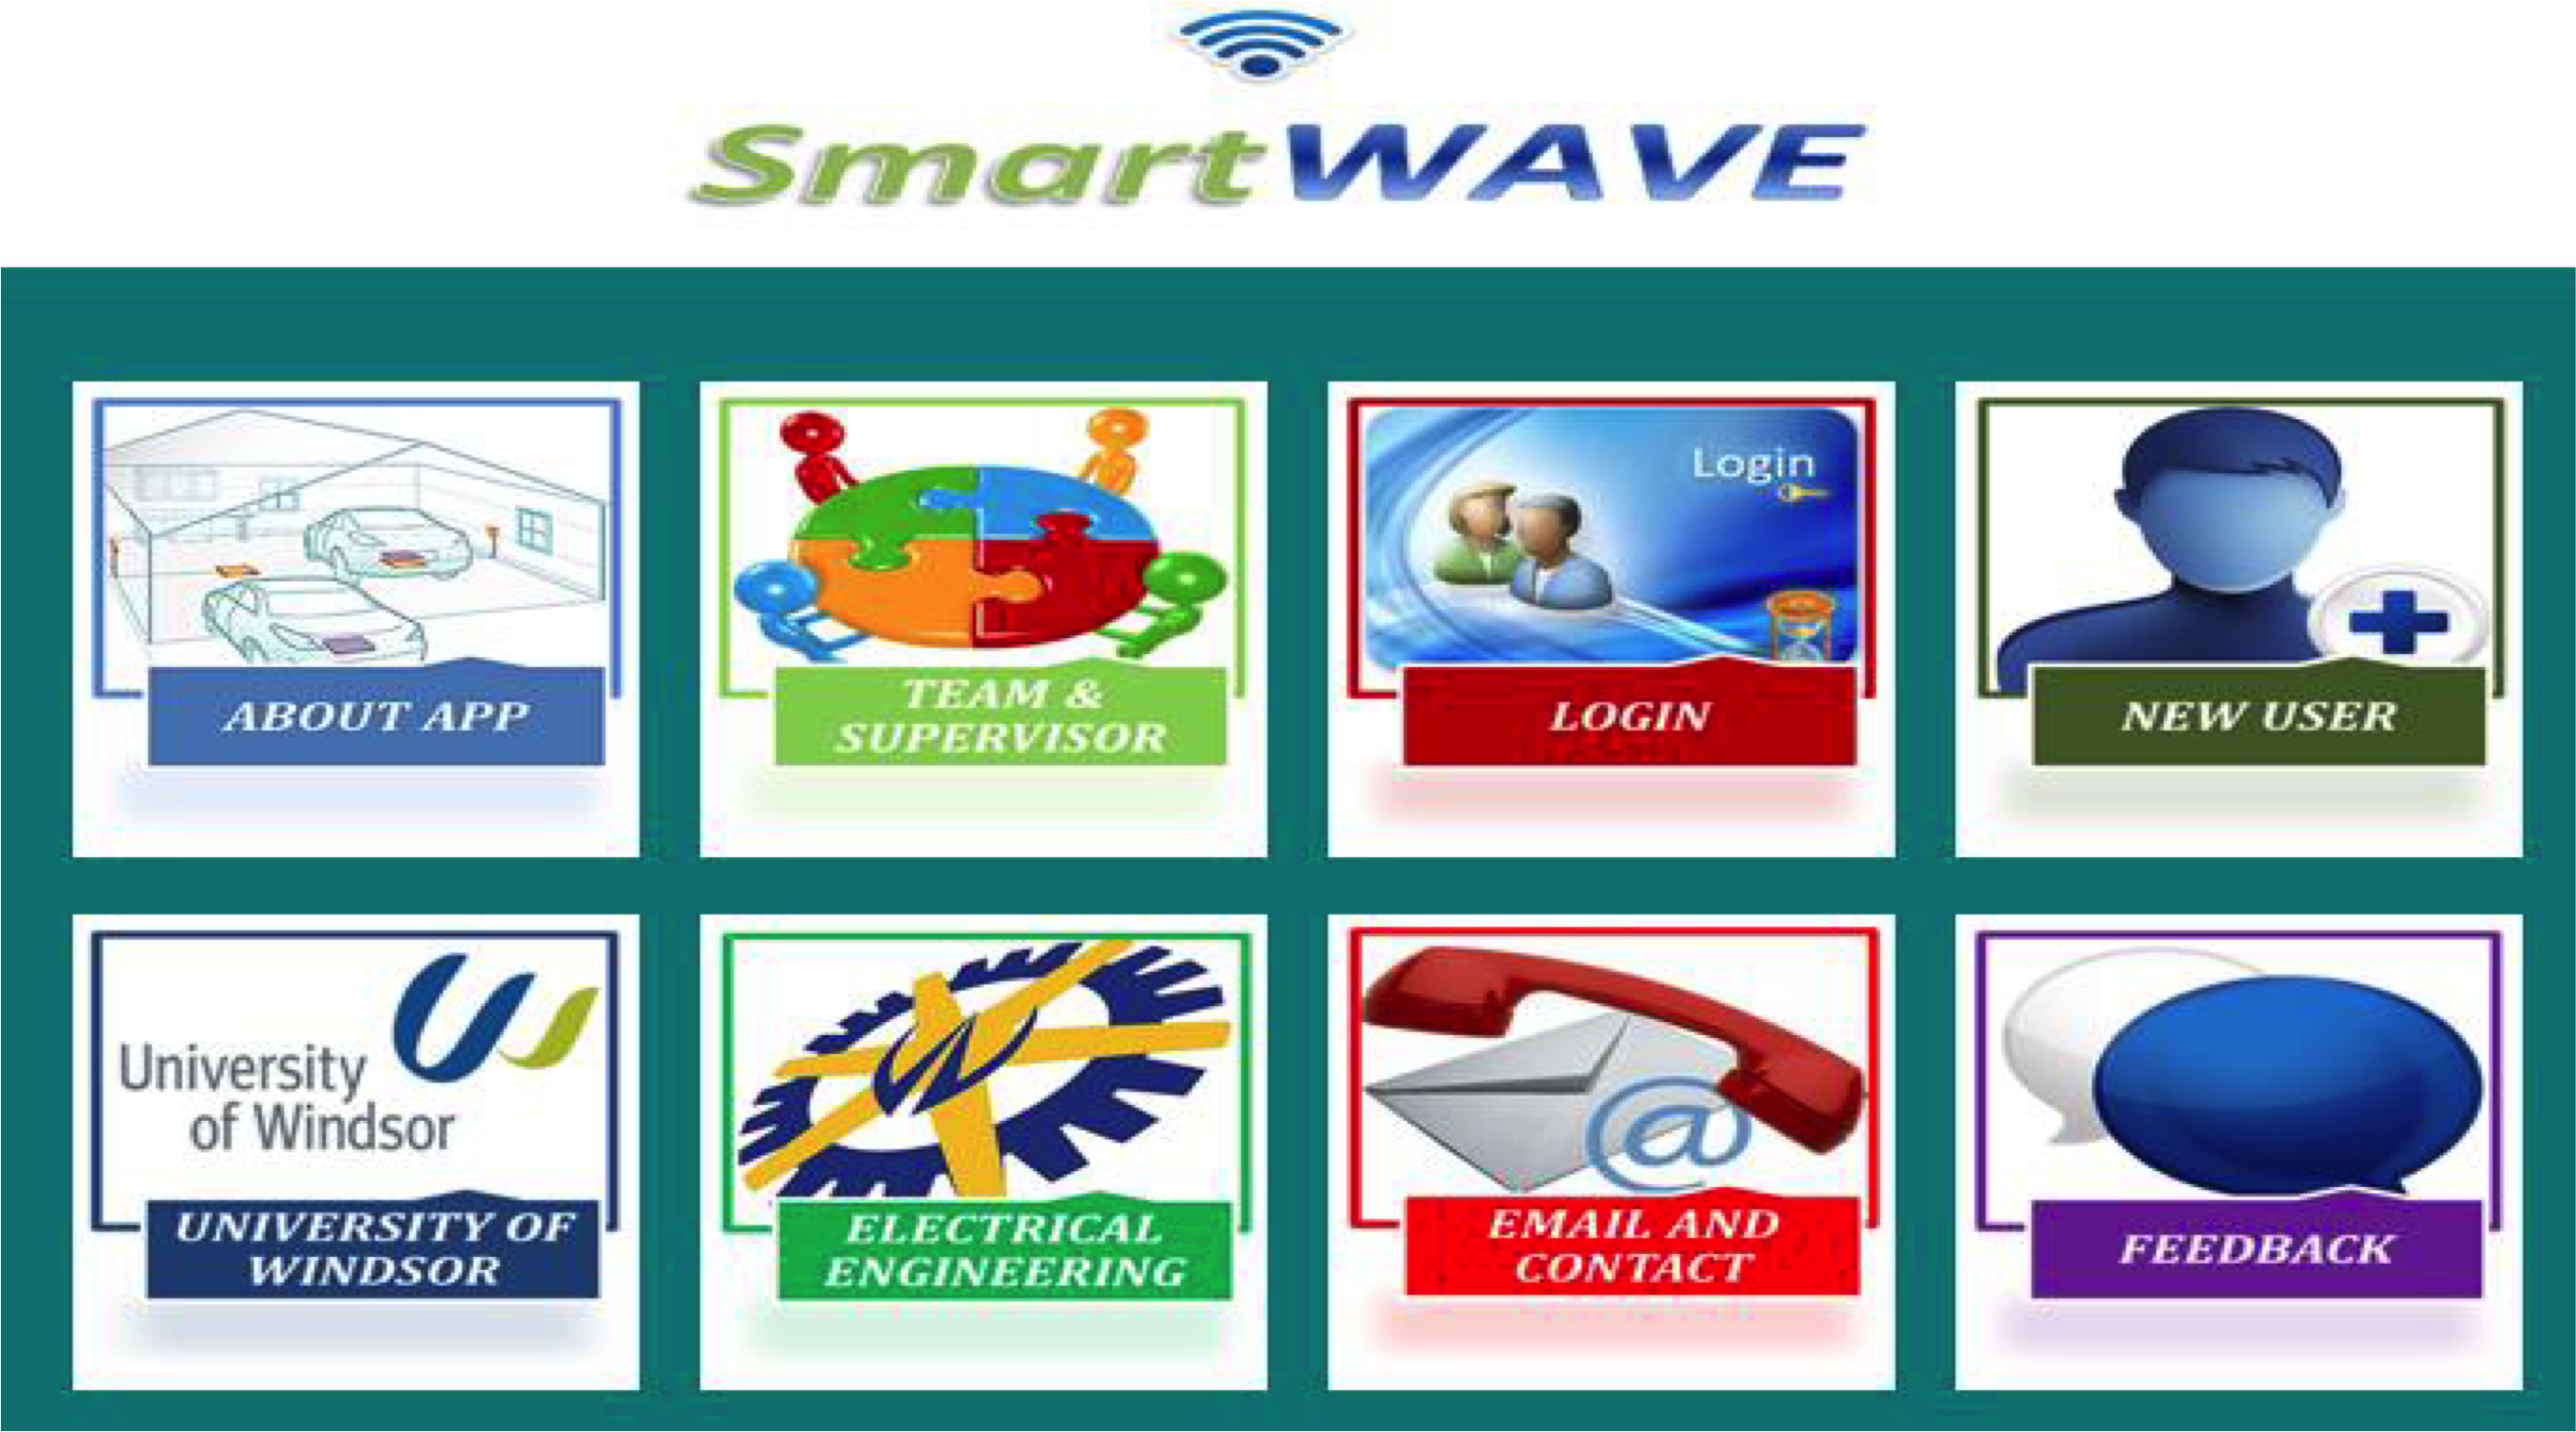 SmartWAVE
Login
ABOUT APP
TEAM &
SUPERVISOR
LOGIN
NEW USER
University
of Windsor
UNIVERSITY OF
WINDSOR
ELECTRICAL
ENGINEERING
@
EMAIL AND
CONTACT
FEEDBACK